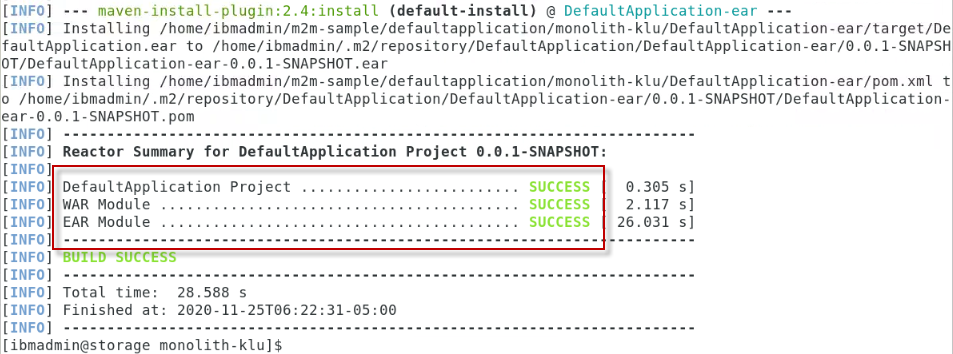 [INFO] --- maven-install-plugin:2.4:install (default-install) @ DefaultApplication-ear ---
[INFO] Installing /home/ibmadmin/m2m-sample/defaultapplication/monolith-klu/DefaultApplication-ear/target/De
faultApplication.ear to /home/ibmadmin/.m2/repository/DefaultApplication/DefaultApplication-ear/0.0.1-SNAPSH
OT/DefaultApplication-ear-0.0.1-SNAPSHOT.ear
[INFO] Installing /home/ibmadmin/m2m-sample/defaultapplication/monolith-klu/DefaultApplication-ear/pom.xml t
o /home/ibmadmin/.m2/repository/DefaultApplication/DefaultApplication-ear/0.0.1-SNAPSHOT/DefaultApplication-
ear-0.0.1-SNAPSHOT.pom
[INFO] ------------------------------------------------------------------------
[INFO] Reactor Summary for DefaultApplication Project 0.0.1-SNAPSHOT:
[INFO]
[INFO] DefaultApplication Project ......................... SUCCESS [  0.305 s]
[INFO] WAR Module ......................................... SUCCESS [  2.117 s]
[INFO] EAR Module ......................................... SUCCESS [ 26.031 s]
[INFO] ------------------------------------------------------------------------
[INFO] BUILD SUCCESS
[INFO] ------------------------------------------------------------------------
[INFO] Total time:  28.588 s
[INFO] Finished at: 2020-11-25T06:22:31-05:00
[INFO] ------------------------------------------------------------------------
[ibmadmin@storage monolith-klu]$